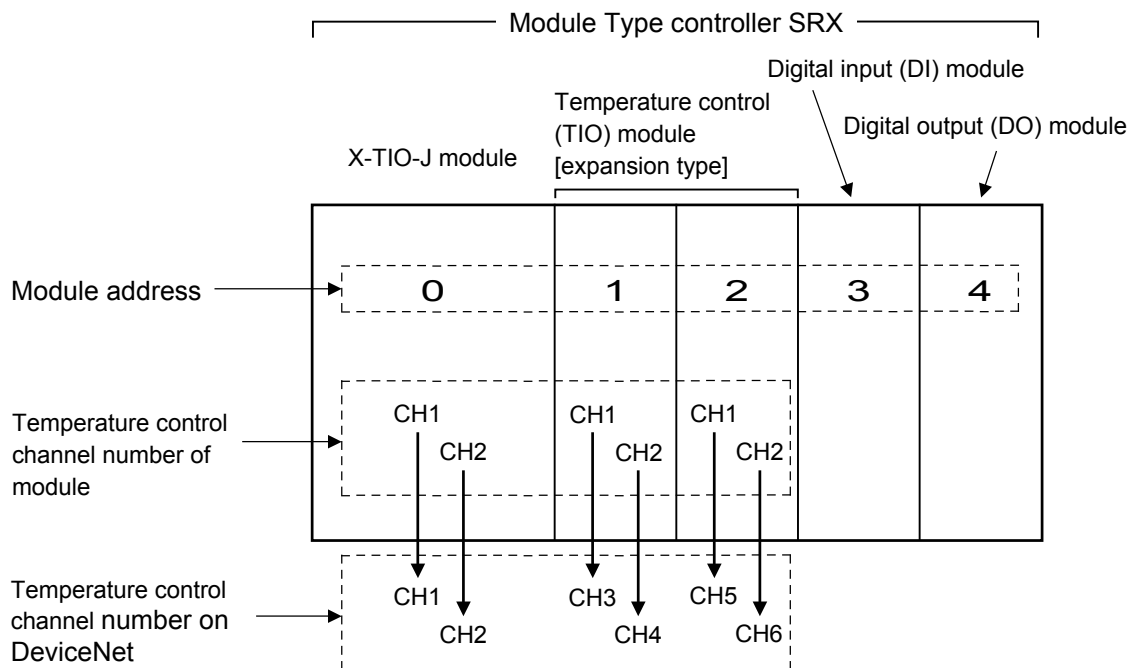 Module Type controller SRX
Digital input (DI) module
Temperature control
(TIO) module
[expansion type]
Digital output (DO) module
X-TIO-J module
Module address
0 1 2 3 4
Temperature control
channel number of
module
CH1 CH1 CH1
CH2 CH2 CH2
Temperature control
channel number on
DeviceNet
CH1 CH3 CH5
CH2 CH4 CH6